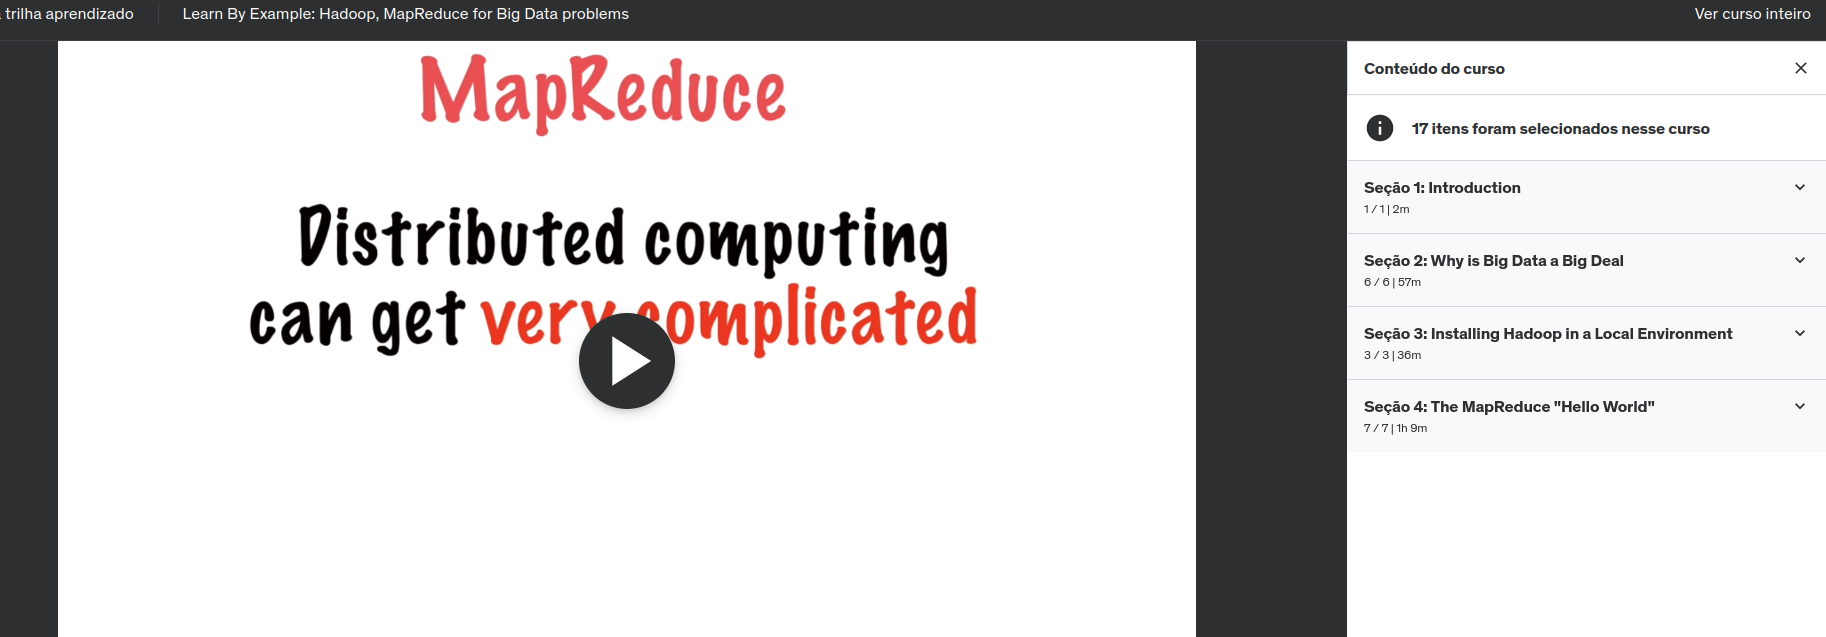 trilha aprendizado
Learn By Example: Hadoop, MapReduce for Big Data problems
Ver curso inteiro
MapReduce
Distributed computing
can get very complicated
Conteúdo do curso
17 itens foram selecionados nesse curso
Seção 1: Introduction
1 / 1 | 2m
Seção 2: Why is Big Data a Big Deal
6 / 6 | 57m
Seção 3: Installing Hadoop in a Local Environment
3 / 3 | 36m
Seção 4: The MapReduce "Hello World"
7 / 7 | 1h 9m